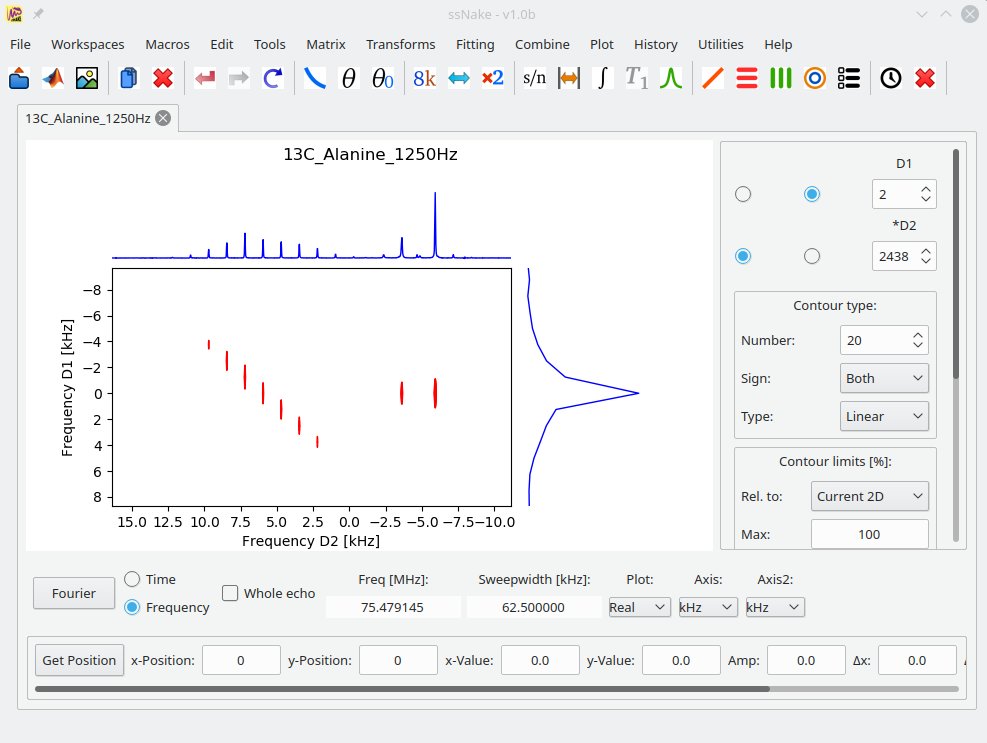 ssNake - v1.0b
File Workspaces Macros Edit Tools Matrix Transforms Fitting Combine Plot History Utilities Help
θ θ0 8k ×2 s/n ∫ T1
13C_Alanine_1250Hz
13C_Alanine_1250Hz
−8
−6
−4
−2
0
2
4
6
8
Frequency D1 [kHz]
15.0 12.5 10.0 7.5 5.0 2.5 0.0 −2.5 −5.0 −7.5 −10.0
Frequency D2 [kHz]
D1
2
*D2
2438
Contour type:
Number: 20
Sign: Both
Type: Linear
Contour limits [%]:
Rel. to: Current 2D
Max: 100
Fourier
Time
Frequency
Whole echo
Freq [MHz]:
75.479145
Sweepwidth [kHz]:
62.500000
Plot:
Real
Axis:
kHz
Axis2:
kHz
Get Position x-Position: 0 y-Position: 0 x-Value: 0.0 y-Value: 0.0 Amp: 0.0 Δx: 0.0